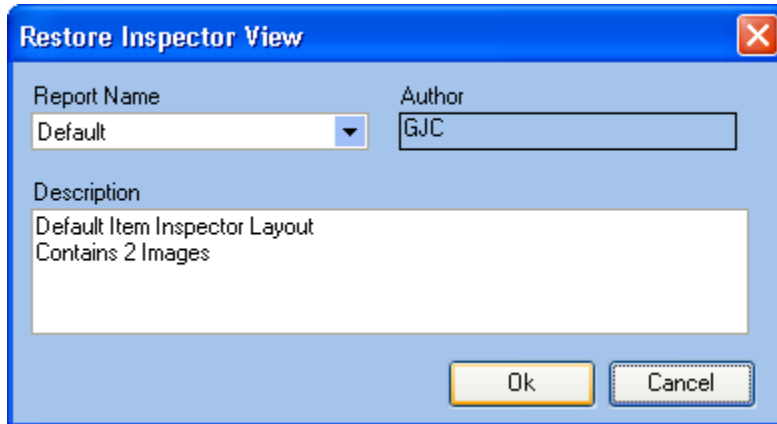 Restore Inspector View
Report Name
Author
Default
GJC
Description
Default Item Inspector Layout
Contains 2 Images
Ok
Cancel